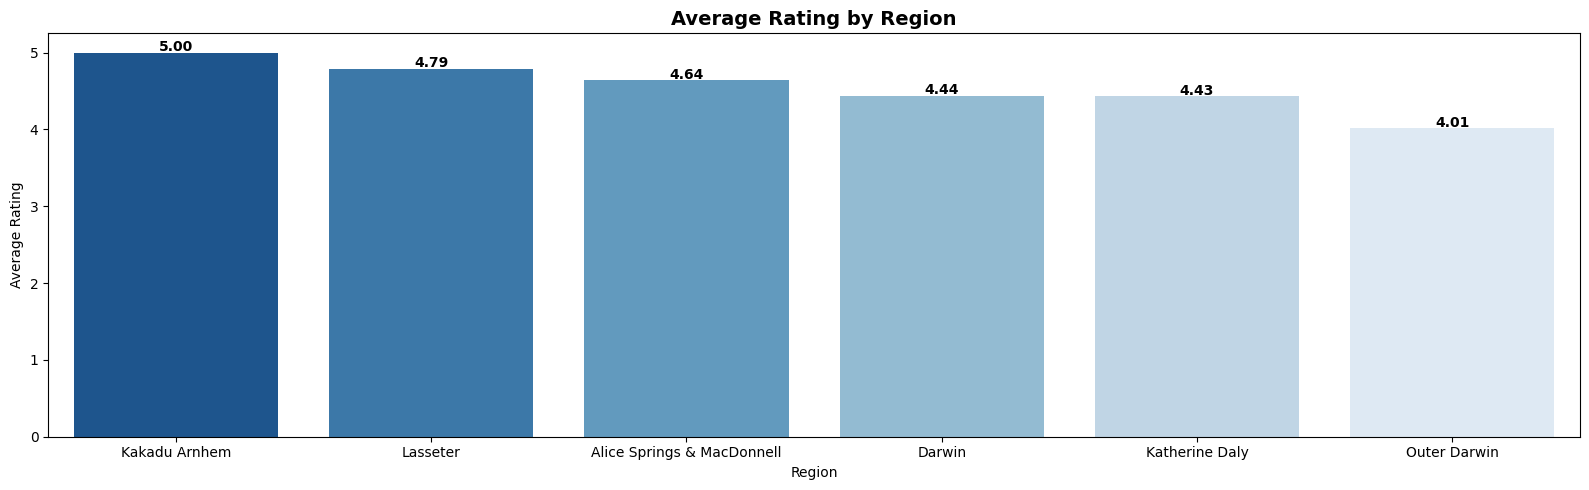 Average Rating by Region
5.00
4.79
4.64
4.44
4.43
4.01
Average Rating
5
4
3
2
1
0
Kakadu Arnhem
Lasseter
Alice Springs & MacDonnell
Darwin
Katherine Daly
Outer Darwin
Region